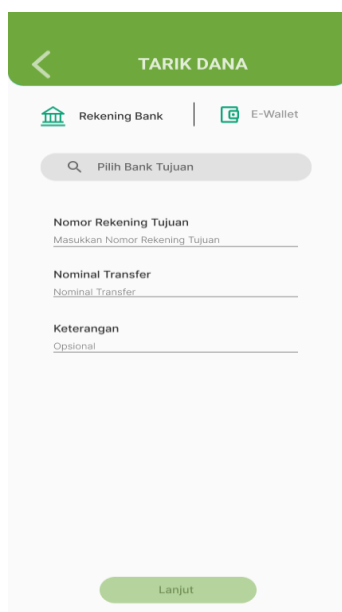 TARIK DANA
Rekening Bank
E-Wallet
Pilih Bank Tujuan
Nomor Rekening Tujuan
Masukkan Nomor Rekening Tujuan
Nominal Transfer
Nominal Transfer
Keterangan
Opsional
Lanjut